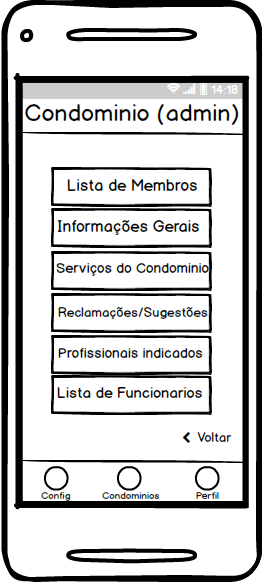 14:18
Condominio (admin)
Lista de Membros
Informações Gerais
Serviços do Condominio
Reclamações/Sugestões
Profissionais indicados
Lista de Funcionarios
Voltar
Config Condominios Perfil